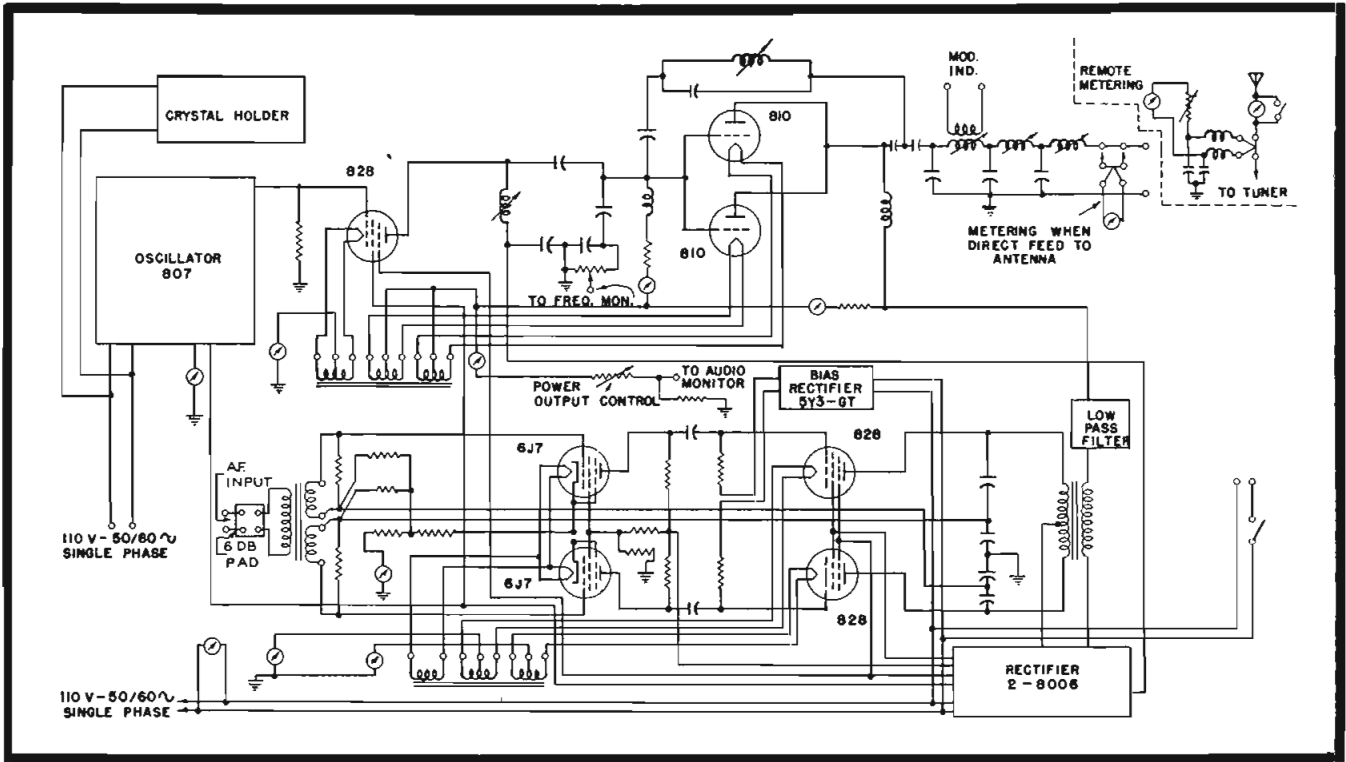 CRYSTAL HOLDER
OSCILLATOR
807
828
810
810
MOD.
IND.
REMOTE
METERING
TO TUNER
METERING WHEN
DIRECT FEED TO
ANTENNA
TO FREQ. MON.
POWER
OUTPUT CONTROL
TO AUDIO
MONITOR
BIAS
RECTIFIER
5Y3-GT
LOW
PASS
FILTER
A.F.
INPUT
6 DB
PAD
110 V-50/60~
SINGLE PHASE
6J7
6J7
828
828
RECTIFIER
2-8006
110 V-50/60~
SINGLE PHASE